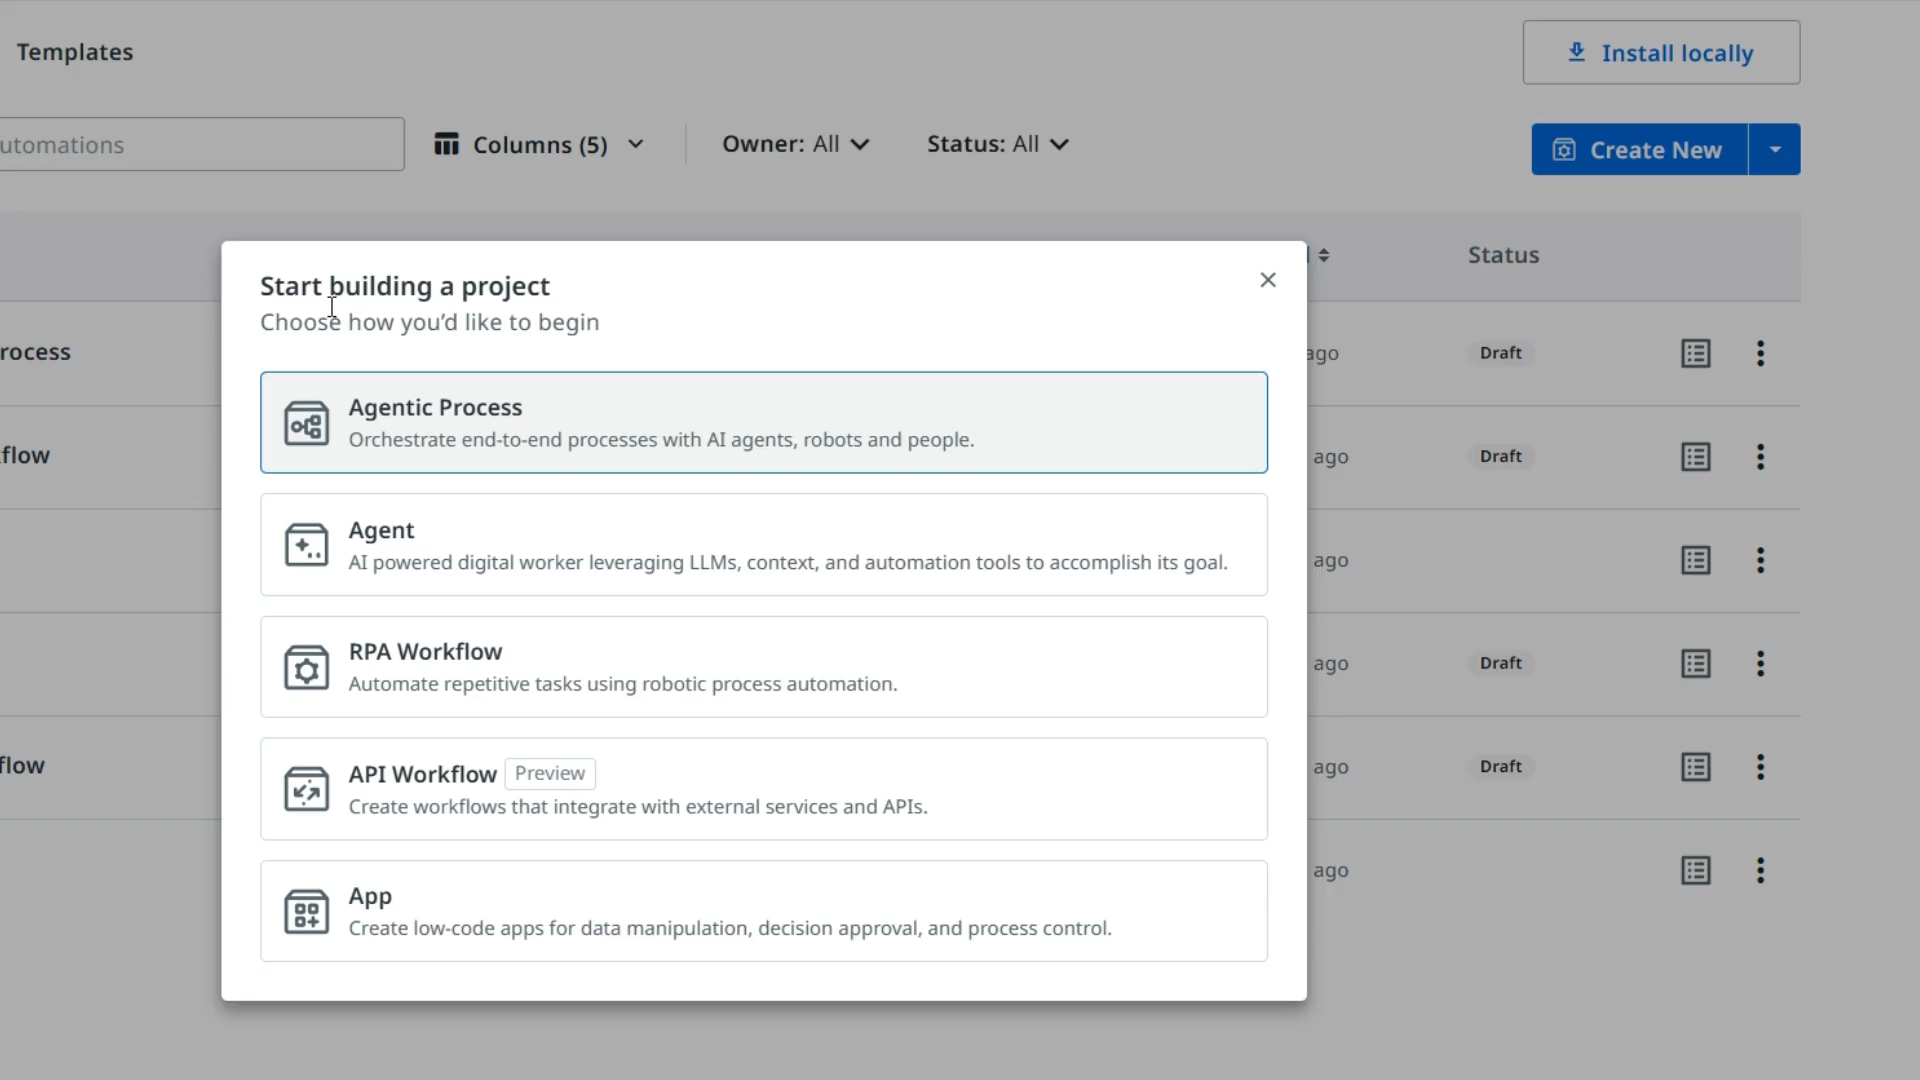 Templates
Install locally
utomations
Columns (5)
Owner: All
Status: All
Create New
Status
Start building a project
Choose how you’d like to begin
rocess
ago
Draft
Agentic Process
Orchestrate end-to-end processes with AI agents, robots and people.
flow
ago
Draft
Agent
AI powered digital worker leveraging LLMs, context, and automation tools to accomplish its goal.
ago
RPA Workflow
Automate repetitive tasks using robotic process automation.
ago
Draft
API Workflow Preview
Create workflows that integrate with external services and APIs.
flow
ago
Draft
App
Create low-code apps for data manipulation, decision approval, and process control.
ago